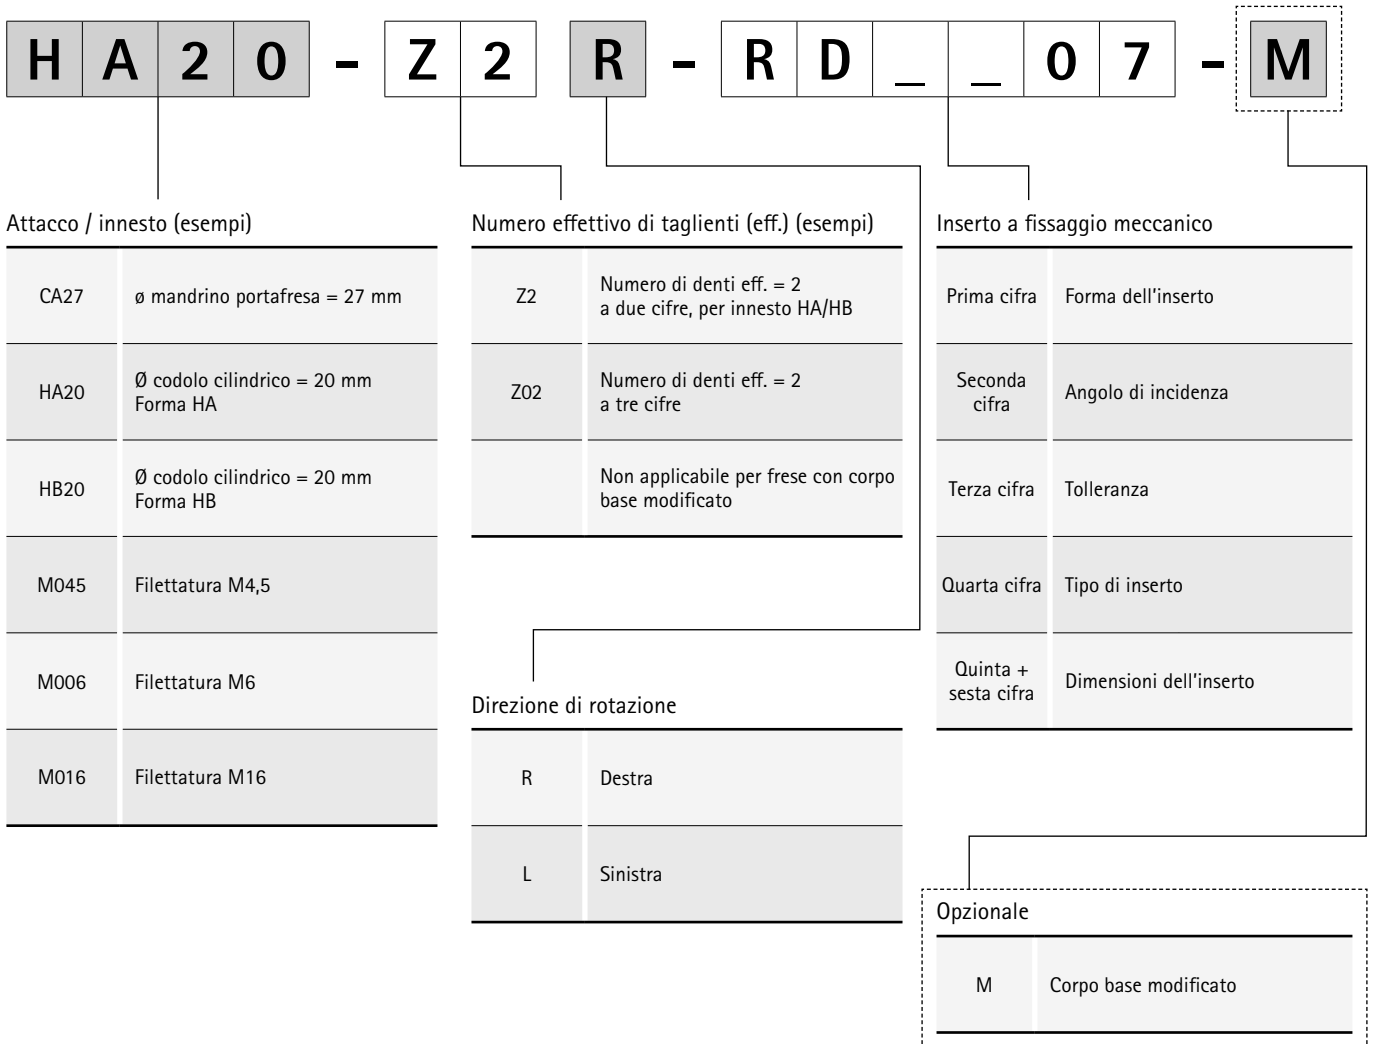 HA20 - Z2 R - RD__07 - M
Attacco / innesto (esempi)
CA27 ø mandrino portafresa = 27 mm
HA20 Ø codolo cilindrico = 20 mm
Forma HA
HB20 Ø codolo cilindrico = 20 mm
Forma HB
M045 Filettatura M4,5
M006 Filettatura M6
M016 Filettatura M16
Numero effettivo di taglienti (eff.) (esempi)
Z2 Numero di denti eff. = 2
a due cifre, per innesto HA/HB
Z02 Numero di denti eff. = 2
a tre cifre
Non applicabile per frese con corpo
base modificato
Direzione di rotazione
R Destra
L Sinistra
Inserto a fissaggio meccanico
Prima cifra Forma dell'inserto
Seconda
cifra Angolo di incidenza
Terza cifra Tolleranza
Quarta cifra Tipo di inserto
Quinta +
sesta cifra Dimensioni dell'inserto
Opzionale
M Corpo base modificato